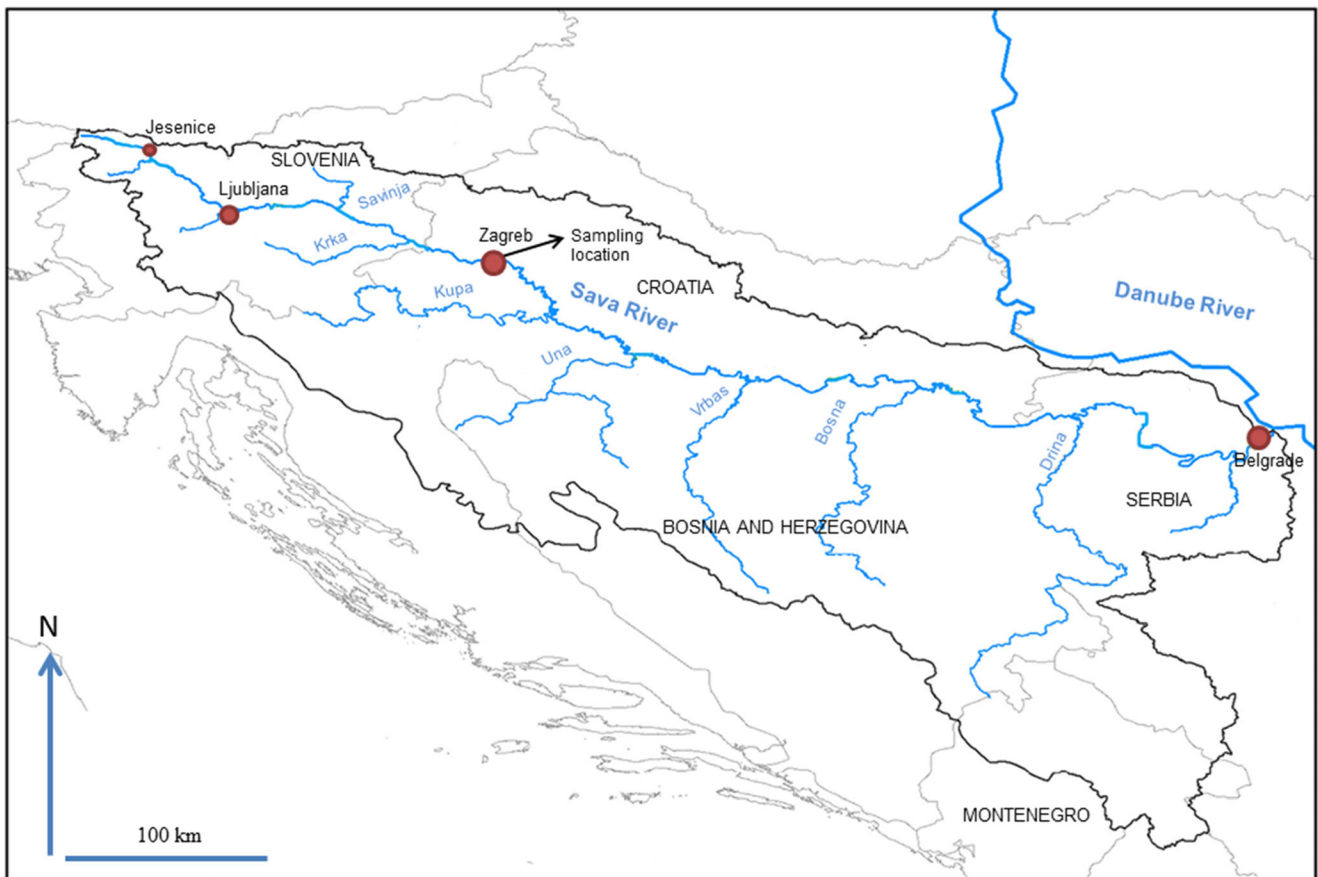 Jesenice
SLOVENIA
Ljubljana
Savinja
Krka
Zagreb
Sampling
location
Kupa
Sava River
CROATIA
Danube River
Una
Vrbas
Bosna
Drina
Belgrade
SERBIA
BOSNIA AND HERZEGOVINA
N
MONTENEGRO
100 km